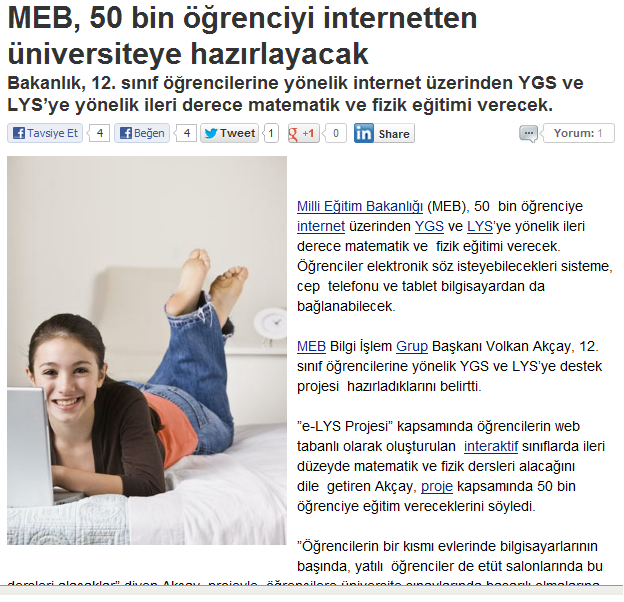 MEB, 50 bin öğrenciyi internetten
üniversiteye hazırlayacak
Bakanlık, 12. sınıf öğrencilerine yönelik internet üzerinden YGS ve
LYS’ye yönelik ileri derece matematik ve fizik eğitimi verecek.
Tavsiye Et 4 Beğen 4 Tweet 1 +1 0 Share Yorum: 1
Milli Eğitim Bakanlığı (MEB), 50 bin öğrenciye
internet üzerinden YGS ve LYS’ye yönelik ileri
derece matematik ve fizik eğitimi verecek.
Öğrenciler elektronik söz isteyebilecekleri sisteme,
cep telefonu ve tablet bilgisayardan da
bağlanabilecek.
MEB Bilgi İşlem Grup Başkanı Volkan Akçay, 12.
sınıf öğrencilerine yönelik YGS ve LYS’ye destek
projesi hazırladıklarını belirtti.
”e-LYS Projesi” kapsamında öğrencilerin web
tabanlı olarak oluşturulan interaktif sınıflarda ileri
düzeyde matematik ve fizik dersleri alacağını
dile getiren Akçay, proje kapsamında 50 bin
öğrenciye eğitim vereceklerini söyledi.
”Öğrencilerin bir kısmı evlerinde bilgisayarlarının
başında, yatılı öğrenciler de etüt salonlarında bu
dersleri alacaklar” diyen Akçay, projeyle, öğrencilere üniversite sınavlarında başarılı olmalarına